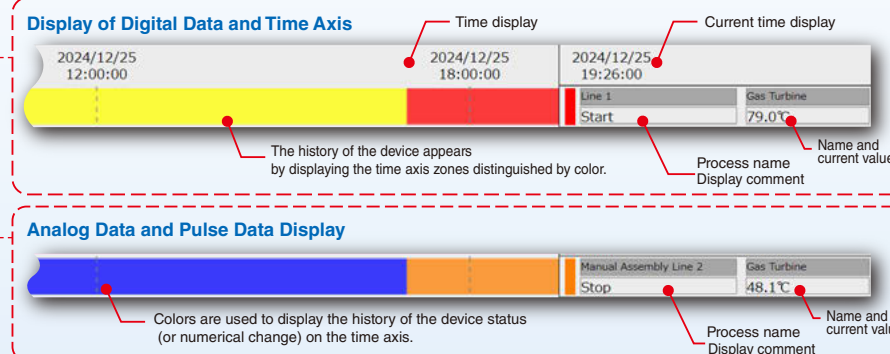 Display of Digital Data and Time Axis
Time display
Current time display
2024/12/25
12:00:00
2024/12/25
18:00:00
2024/12/25
19:26:00
Line 1
Gas Turbine
Start
79.0℃
The history of the device appears
by displaying the time axis zones distinguished by color.
Process name
Display comment
Name and
current value
Analog Data and Pulse Data Display
Manual Assembly Line 2
Gas Turbine
Stop
48.1℃
Colors are used to display the history of the device status
(or numerical change) on the time axis.
Process name
Display comment
Name and
current valu